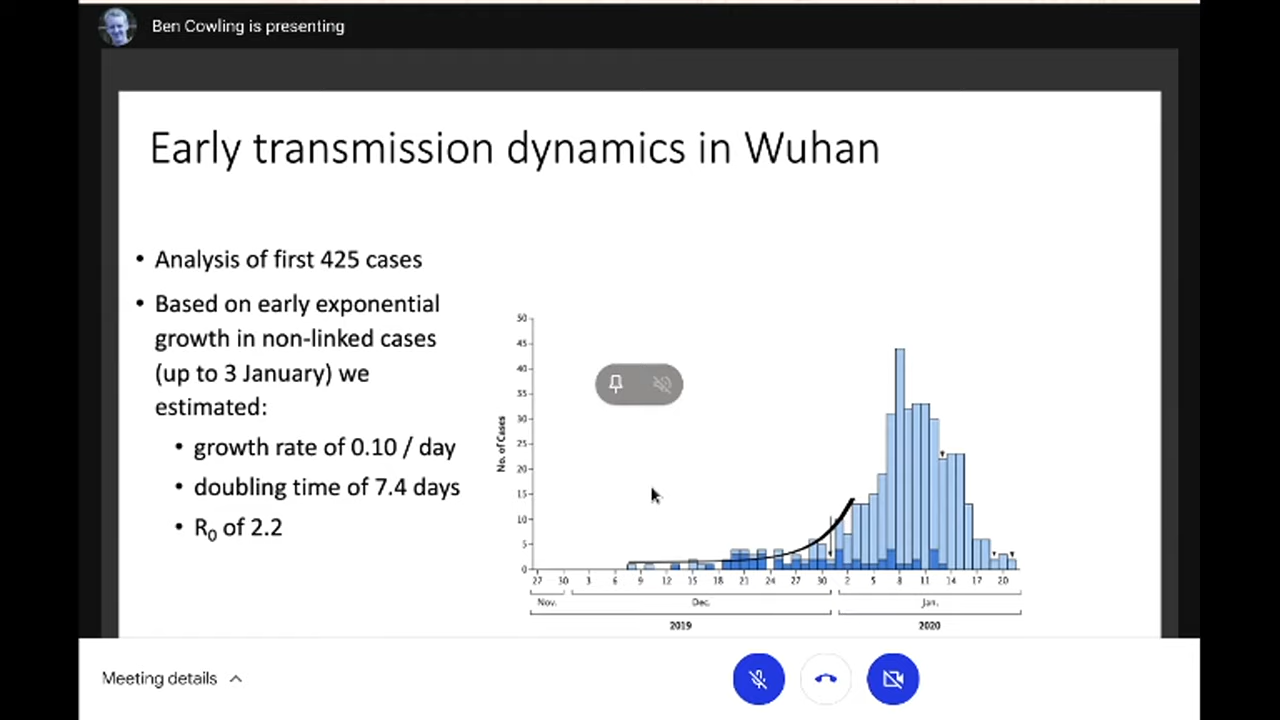 Ben Cowling is presenting
Early transmission dynamics in Wuhan
• Analysis of first 425 cases
• Based on early exponential
growth in non-linked cases
(up to 3 January) we
estimated:
• growth rate of 0.10 / day
• doubling time of 7.4 days
• R0 of 2.2
No. of Cases
50
45
40
35
30
25
20
15
10
5
0
27 30 3 6 9 12 15 18 21 24 27 30 2 5 8 11 14 17 20
Nov. Dec. Jan.
2019 2020
Meeting details